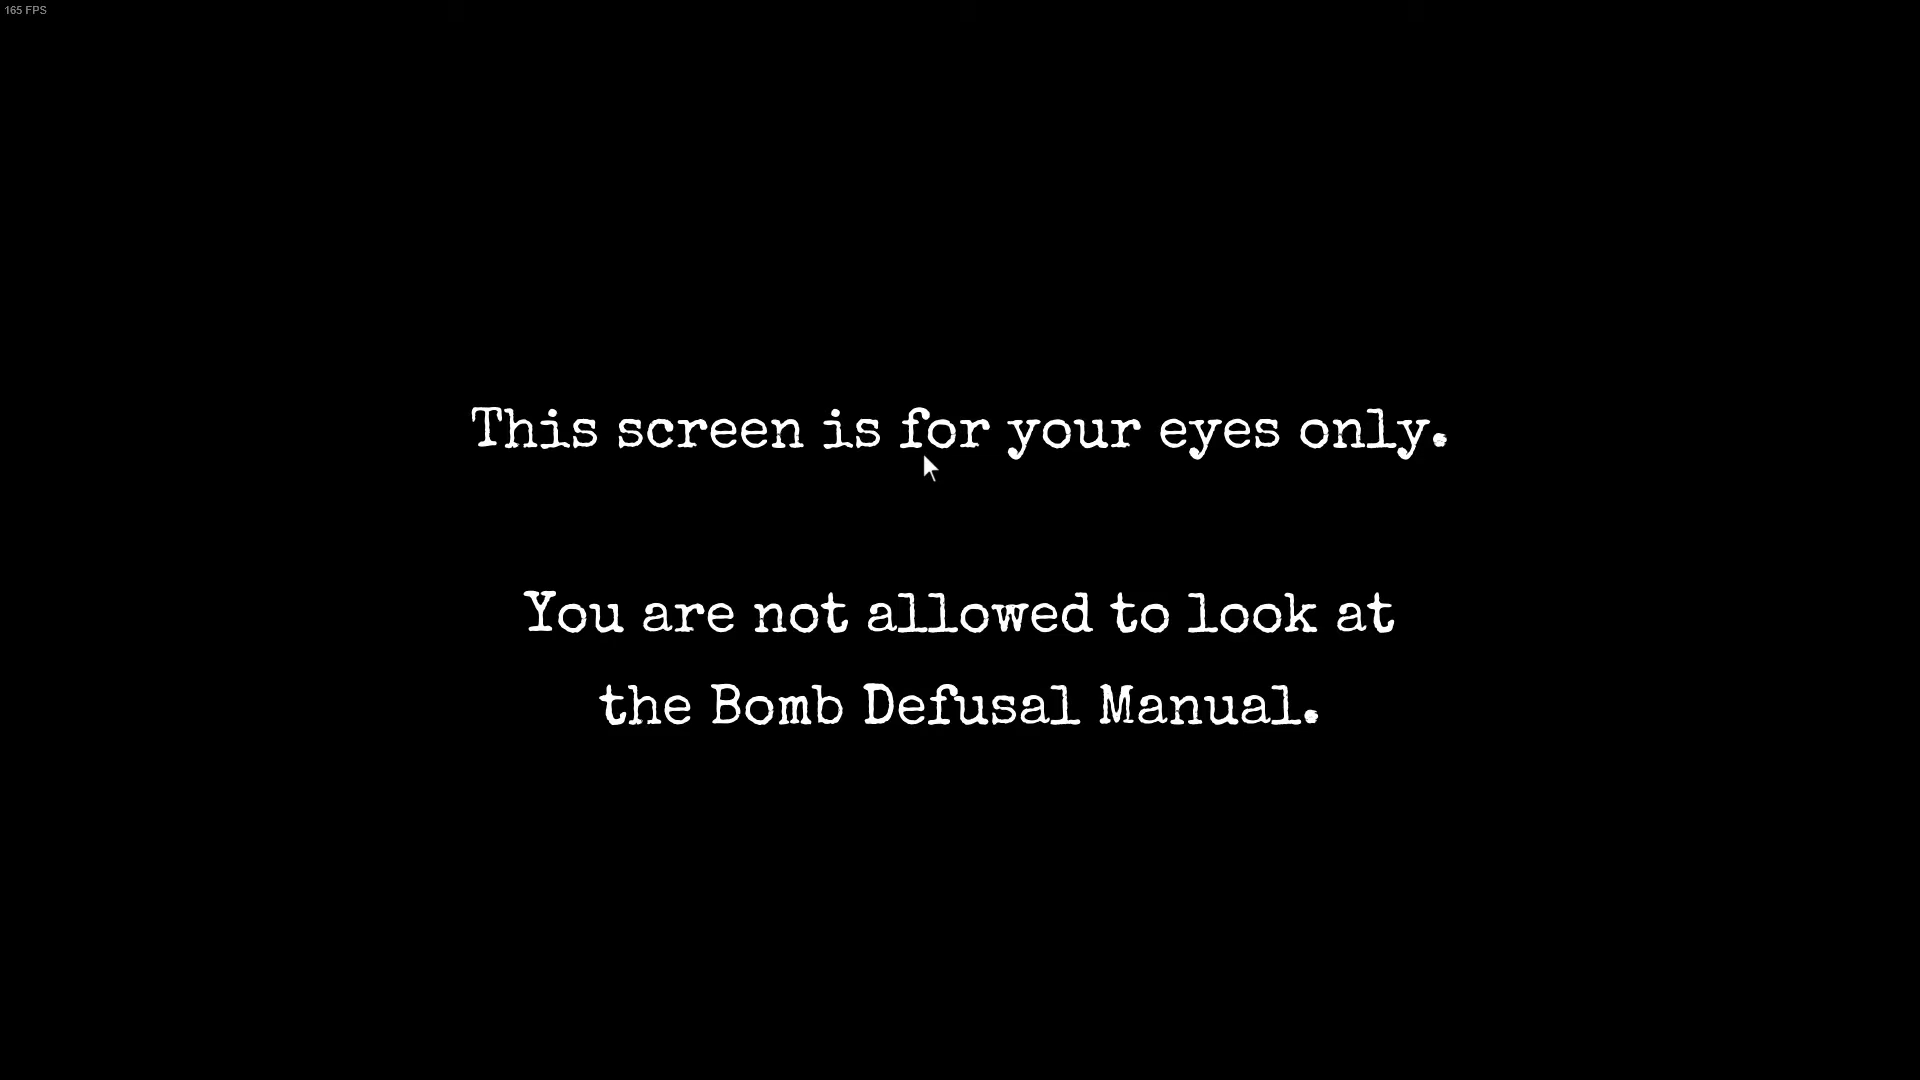 165 FPS
This screen is for your eyes only.
You are not allowed to look at
the Bomb Defusal Manual.